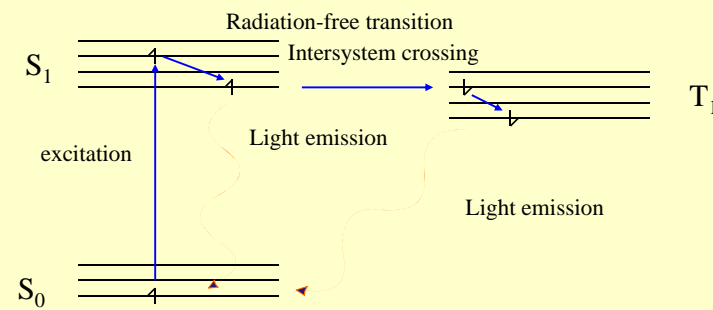 Radiation-free transition
Intersystem crossing
S1
T1
Light emission
excitation
Light emission
S0